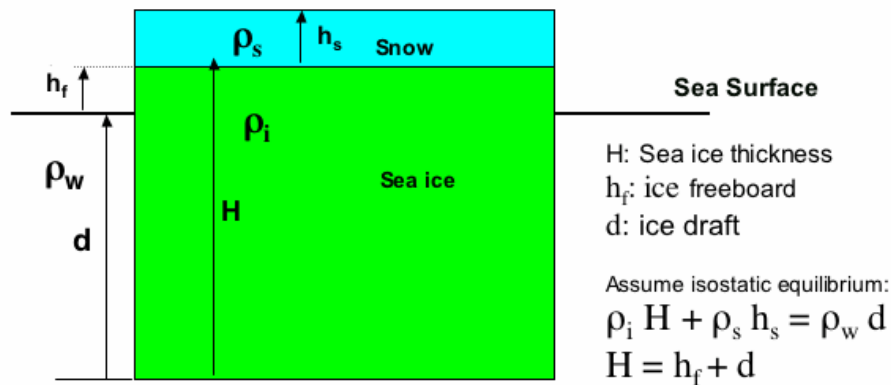 ρs
hs
Snow
hf
Sea Surface
ρi
ρw
Sea ice
H
d
H: Sea ice thickness
hf: ice freeboard
d: ice draft
Assume isostatic equilibrium:
ρi H + ρs hs = ρw d
H = hf + d